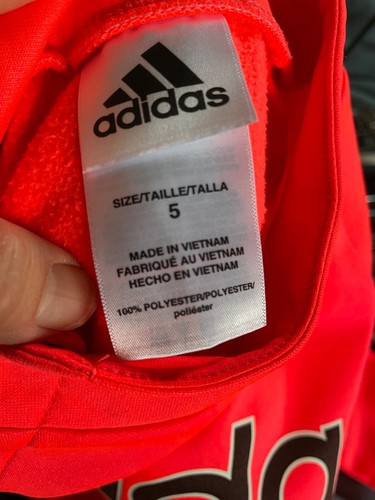 adidas
SIZE/TAILLE/TALLA
5
MADE IN VIETNAM
FABRIQUÉ AU VIETNAM
HECHO EN VIETNAM
100% POLYESTER/POLYESTER/
poliéster